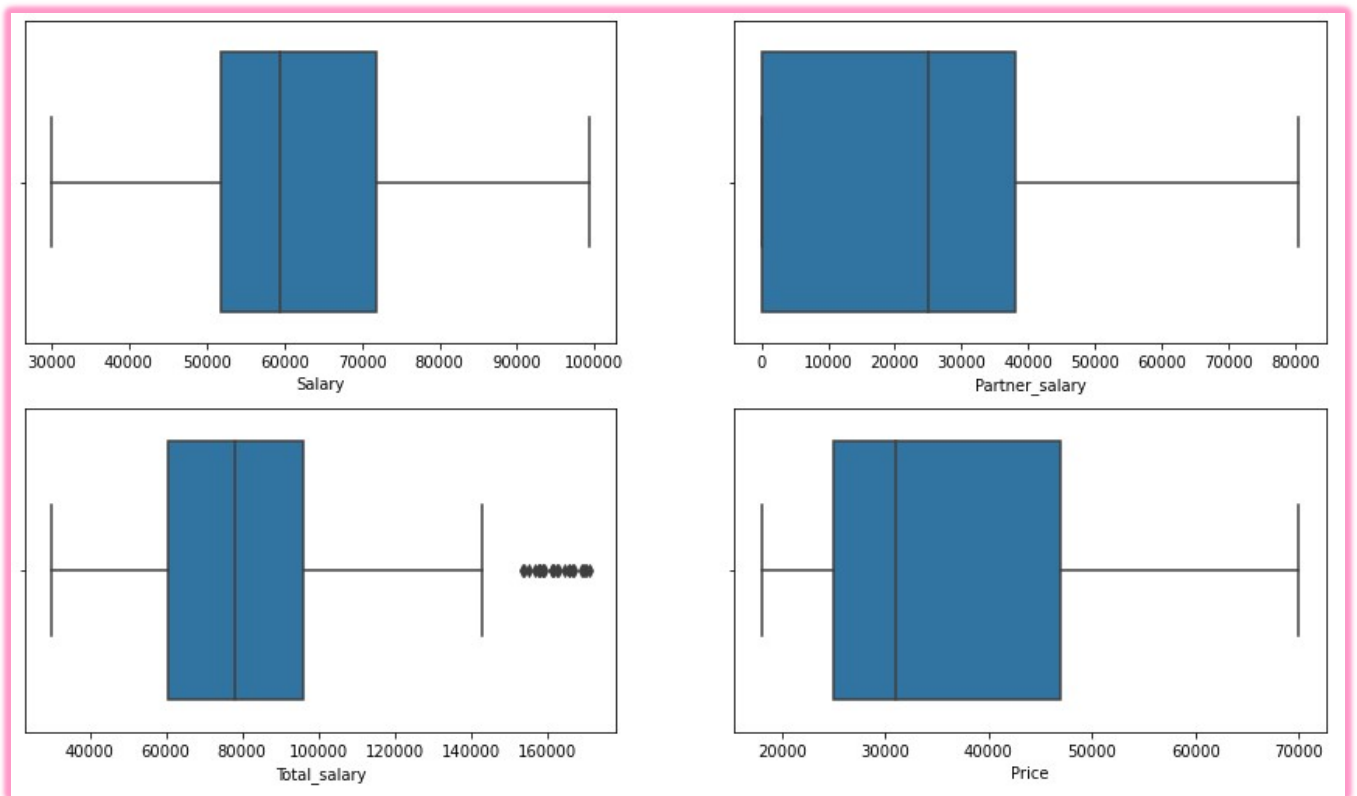 30000 40000 50000 60000 70000 80000 90000 100000
Salary
0 10000 20000 30000 40000 50000 60000 70000 80000
Partner_salary
40000 60000 80000 100000 120000 140000 160000
Total_salary
20000 30000 40000 50000 60000 70000
Price